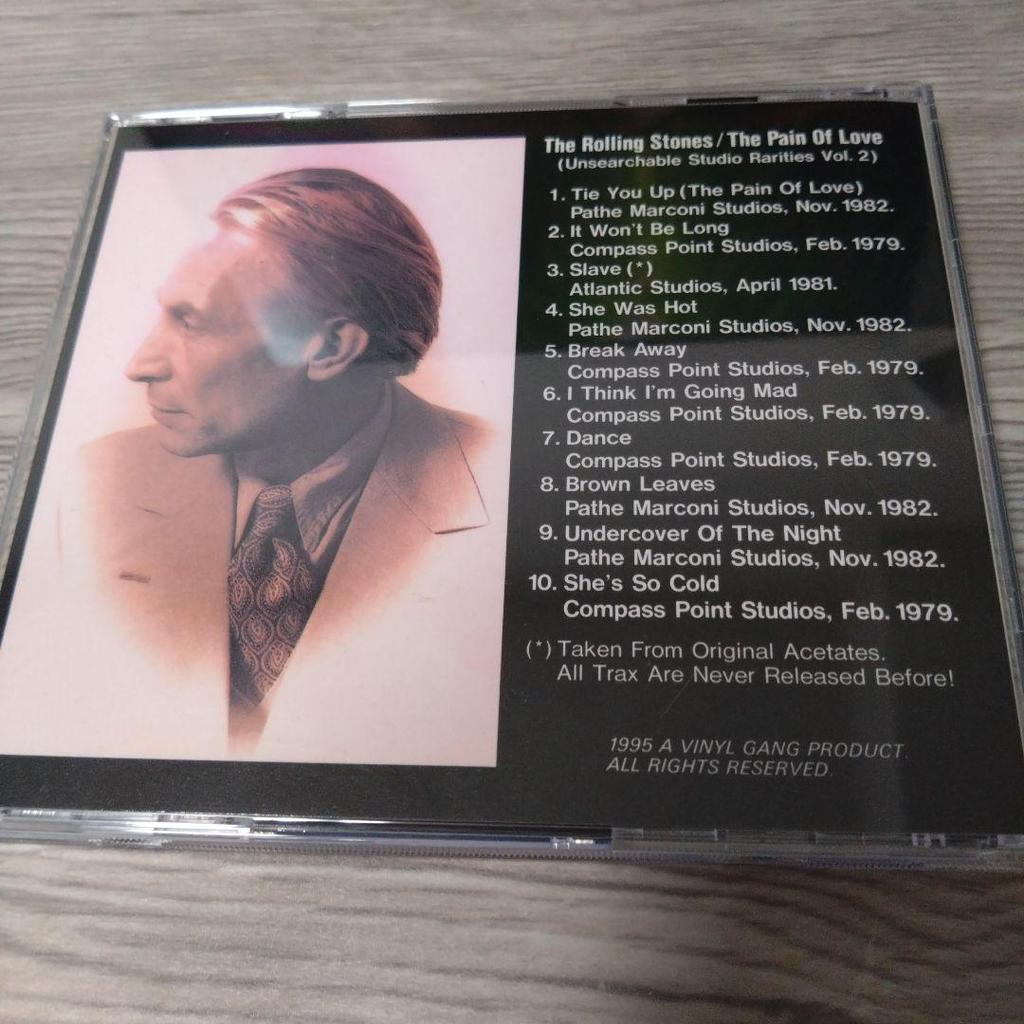 The Rolling Stones/The Pain Of Love
(Unsearchable Studio Rarities Vol. 2)
1. Tie You Up (The Pain Of Love)
Pathe Marconi Studios, Nov. 1982.
2. It Won't Be Long
Compass Point Studios, Feb. 1979.
3. Slave (*)
Atlantic Studios, April 1981.
4. She Was Hot
Pathe Marconi Studios, Nov. 1982.
5. Break Away
Compass Point Studios, Feb. 1979.
6. I Think I'm Going Mad
Compass Point Studios, Feb. 1979.
7. Dance
Compass Point Studios, Feb. 1979.
8. Brown Leaves
Pathe Marconi Studios, Nov. 1982.
9. Undercover Of The Night
Pathe Marconi Studios, Nov. 1982.
10. She's So Cold
Compass Point Studios, Feb. 1979.
(*) Taken From Original Acetates.
All Trax Are Never Released Before!
1995 A VINYL GANG PRODUCT.
ALL RIGHTS RESERVED.